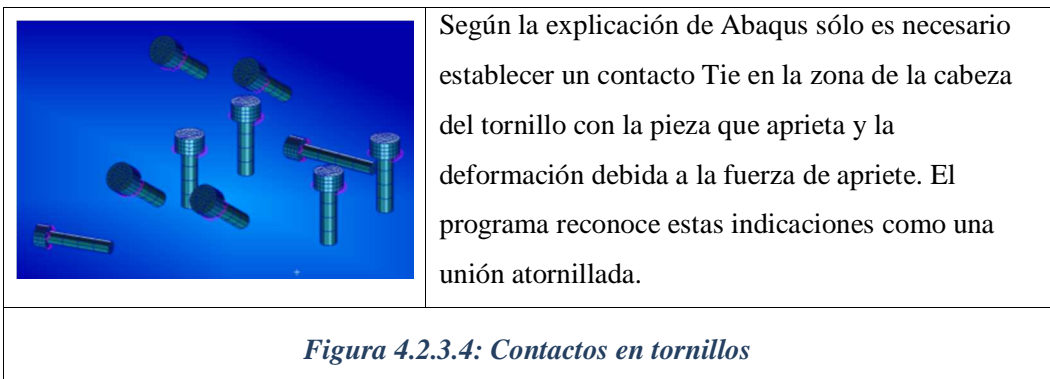 Según la explicación de Abaqus sólo es necesario
establecer un contacto Tie en la zona de la cabeza
del tornillo con la pieza que aprieta y la
deformación debida a la fuerza de apriete. El
programa reconoce estas indicaciones como una
unión atornillada.
Figura 4.2.3.4: Contactos en tornillos